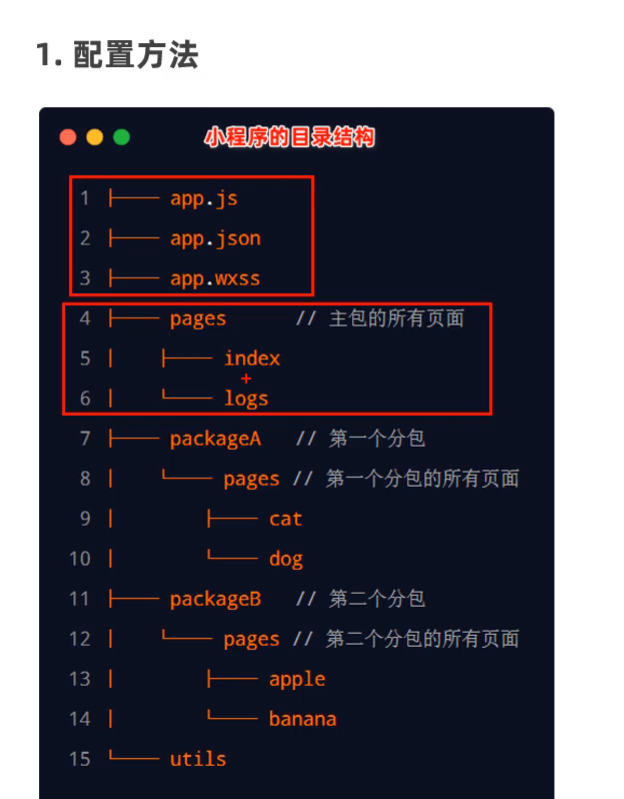 1. 配置方法
小程序的目录结构
1 ├── app.js
2 ├── app.json
3 ├── app.wxss
4 ├── pages // 主包的所有页面
5 │ ├── index
6 │ └── logs
7 ├── packageA // 第一个分包
8 │ └── pages // 第一个分包的所有页面
9 │ ├── cat
10 │ └── dog
11 ├── packageB // 第二个分包
12 │ └── pages // 第二个分包的所有页面
13 │ ├── apple
14 │ └── banana
15 └── utils